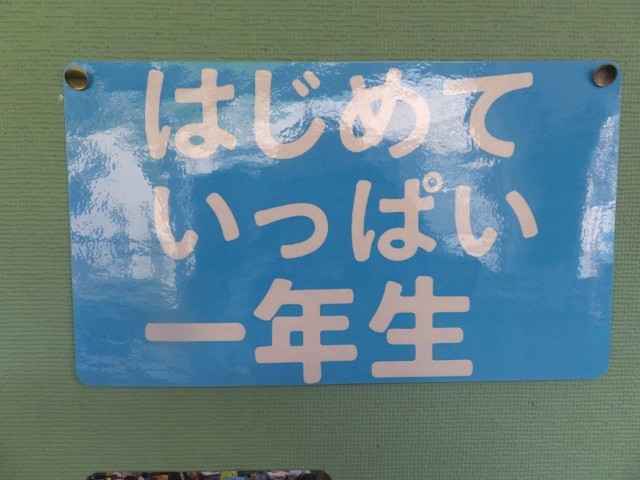 はじめて
いっぱい
一年生